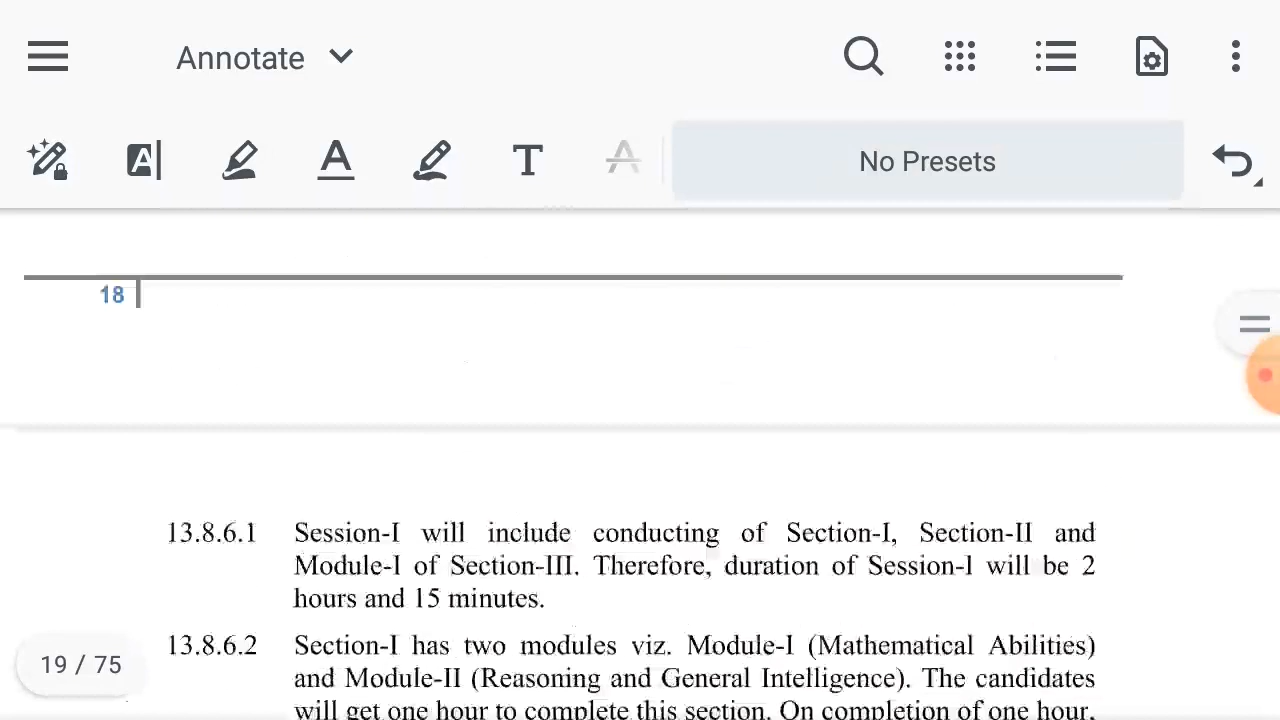 Annotate
A
A
T
A
No Presets
18
13.8.6.1 Session-I will include conducting of Section-I, Section-II and
Module-I of Section-III. Therefore, duration of Session-I will be 2
hours and 15 minutes.
13.8.6.2 Section-I has two modules viz. Module-I (Mathematical Abilities)
and Module-II (Reasoning and General Intelligence). The candidates
will get one hour to complete this section. On completion of one hour,
19 / 75